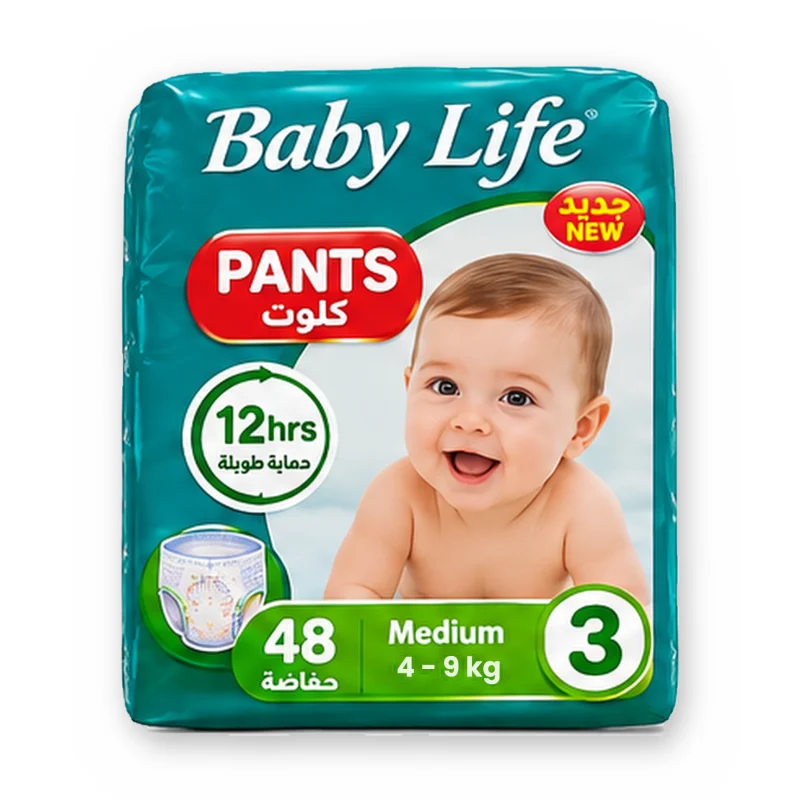 Baby Life®
جديد
NEW
PANTS
كلوت
12hrs
حماية طويلة
48
حفاضة
Medium
4 - 9 kg
3